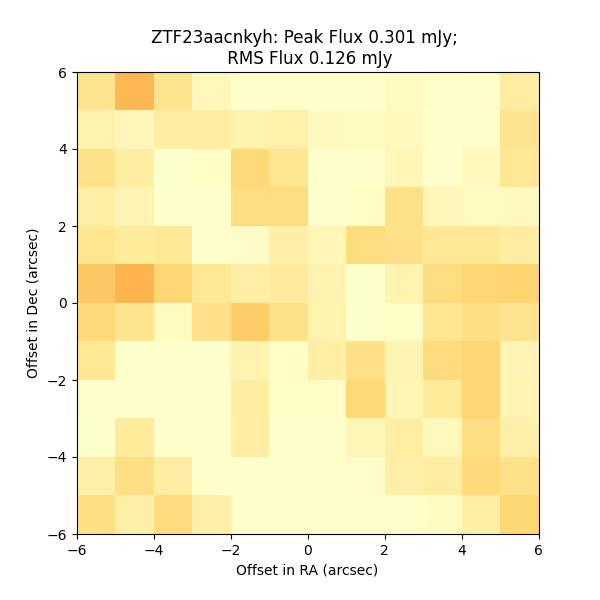 ZTF23aacnkyh: Peak Flux 0.301 mJy;
RMS Flux 0.126 mJy
6
4
2
0
−2
−4
−6
Offset in Dec (arcsec)
−6 −4 −2 0 2 4 6
Offset in RA (arcsec)